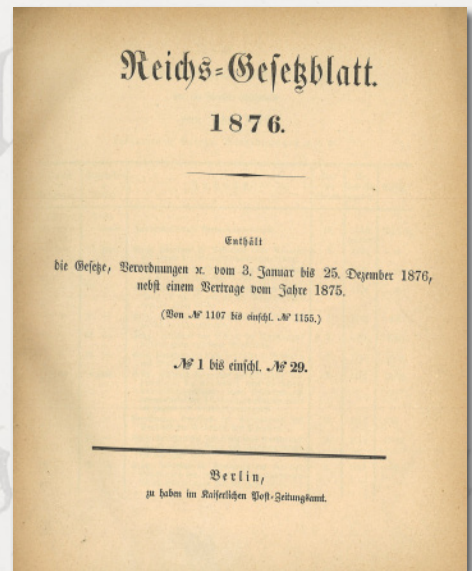 Reichs-Gesetzblatt.
1876.
Enthält
die Gesetze, Verordnungen ꝛc. vom 3. Januar bis 25. Dezember 1876,
nebst einem Vertrage vom Jahre 1875.
(Von № 1107 bis einschl. № 1155.)
№ 1 bis einschl. № 29.
Berlin,
zu haben im Kaiserlichen Post-Zeitungsamt.